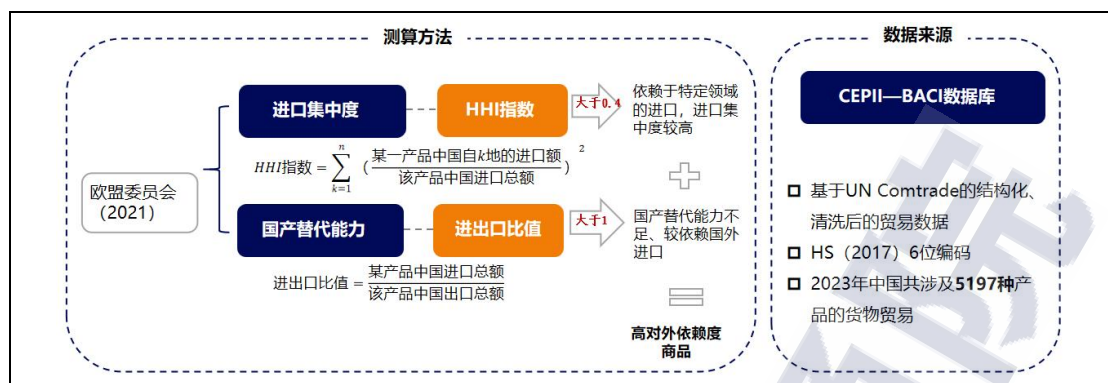 测算方法
进口集中度
HHI指数
大于0.4
依赖于特定领域
的进口，进口集
中度较高
HHI指数 = \sum_{k=1}^{n} (\frac{某一产品中国自k地的进口额}{该产品中国进口总额})^2
欧盟委员会
（2021）
国产替代能力
进出口比值
大于1
国产替代能力不
足、较依赖国外
进口
进出口比值 = \frac{某产品中国进口总额}{该产品中国出口总额}
高对外依赖度
商品
数据来源
CEPII—BACI数据库
基于UN Comtrade的结构化、
清洗后的贸易数据
HS（2017）6位编码
2023年中国共涉及5197种产
品的货物贸易